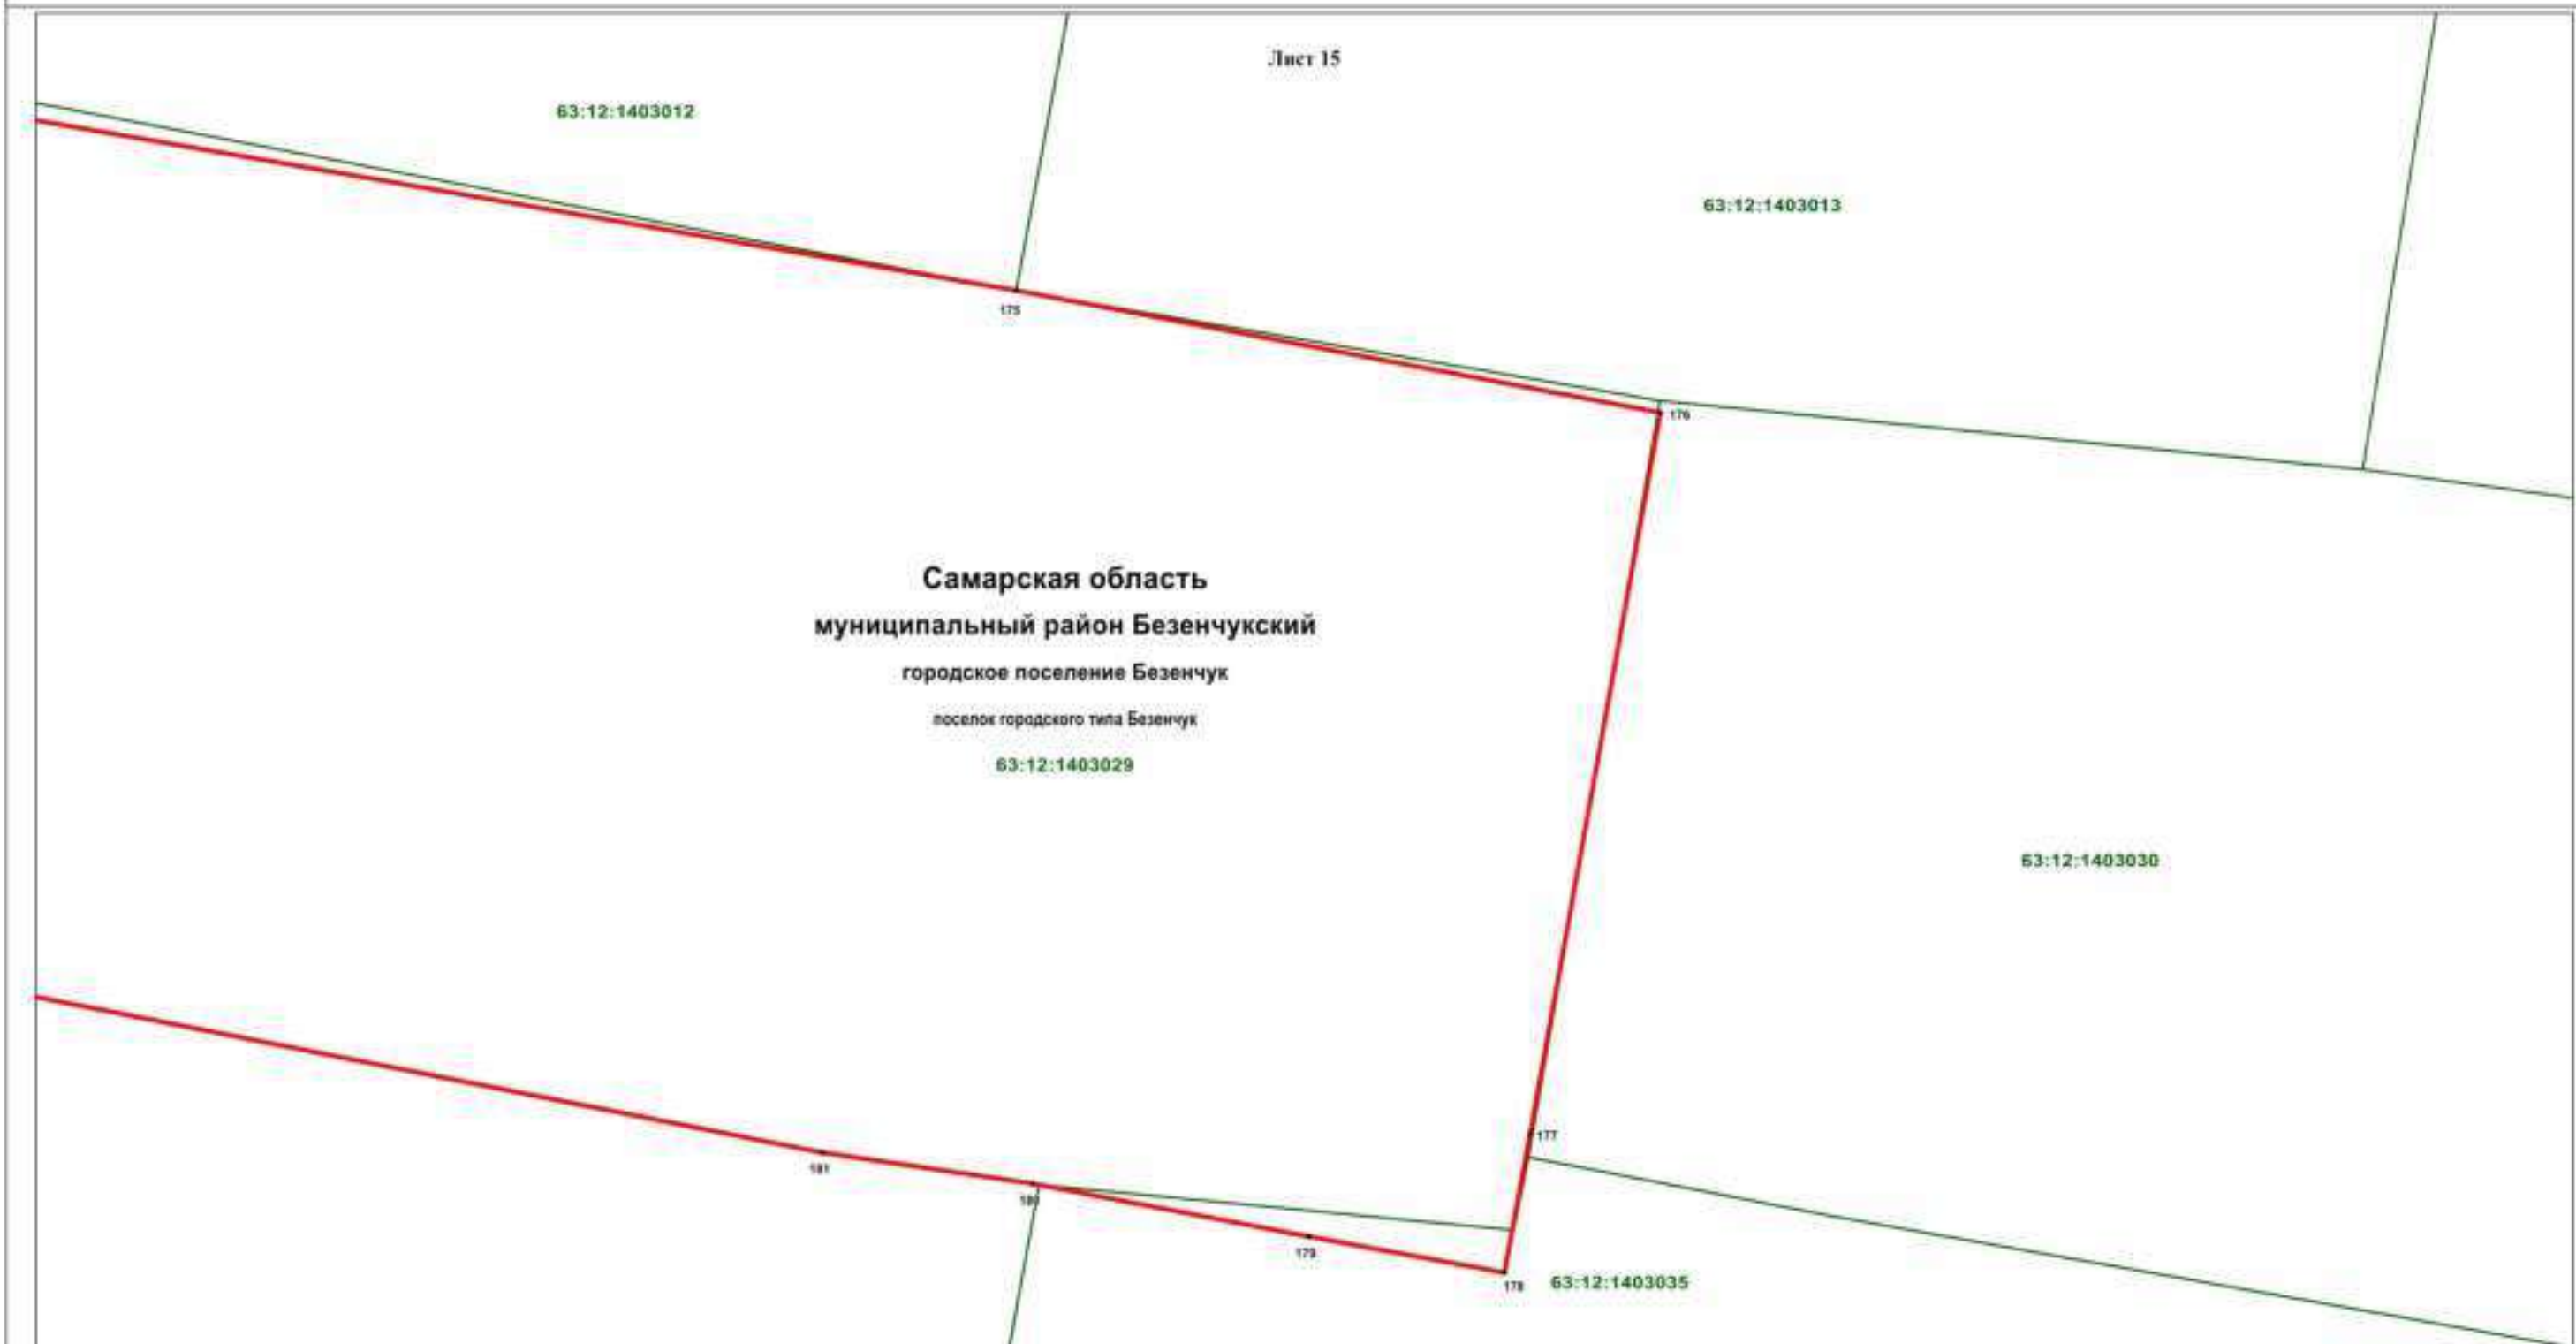 Лист 15
63:12:1403012
63:12:1403013
175
176
Самарская область
муниципальный район Безенчукский
городское поселение Безенчук
поселок городского типа Безенчук
63:12:1403029
63:12:1403030
177
181
180
179
178
63:12:1403035